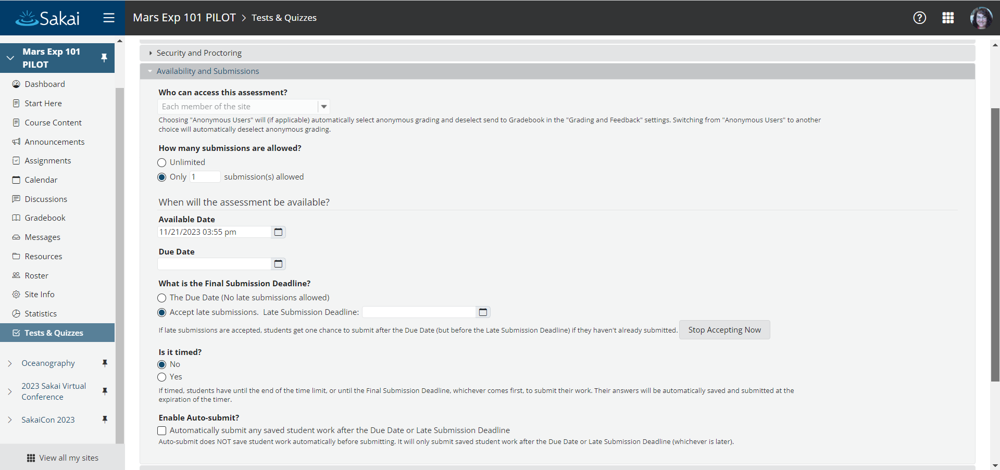 Sakai
Mars Exp 101 PILOT > Tests & Quizzes
Mars Exp 101
PILOT
Dashboard
Start Here
Course Content
Announcements
Assignments
Calendar
Discussions
Gradebook
Messages
Resources
Roster
Site Info
Statistics
Tests & Quizzes
Oceanography
2023 Sakai Virtual
Conference
SakaiCon 2023
View all my sites
Security and Proctoring
Availability and Submissions
Who can access this assessment?
Each member of the site
Choosing "Anonymous Users" will (if applicable) automatically select anonymous grading and deselect send to Gradebook in the "Grading and Feedback" settings. Switching from "Anonymous Users" to another
choice will automatically deselect anonymous grading.
How many submissions are allowed?
Unlimited
Only 1 submission(s) allowed
When will the assessment be available?
Available Date
11/21/2023 03:55 pm
Due Date
What is the Final Submission Deadline?
The Due Date (No late submissions allowed)
Accept late submissions. Late Submission Deadline:
If late submissions are accepted, students get one chance to submit after the Due Date (but before the Late Submission Deadline) if they haven't already submitted. Stop Accepting Now
Is it timed?
No
Yes
If timed, students have until the end of the time limit, or until the Final Submission Deadline, whichever comes first, to submit their work. Their answers will be automatically saved and submitted at the
expiration of the timer.
Enable Auto-submit?
Automatically submit any saved student work after the Due Date or Late Submission Deadline
Auto-submit does NOT save student work automatically before submitting. It will only submit saved student work after the Due Date or Late Submission Deadline (whichever is later).